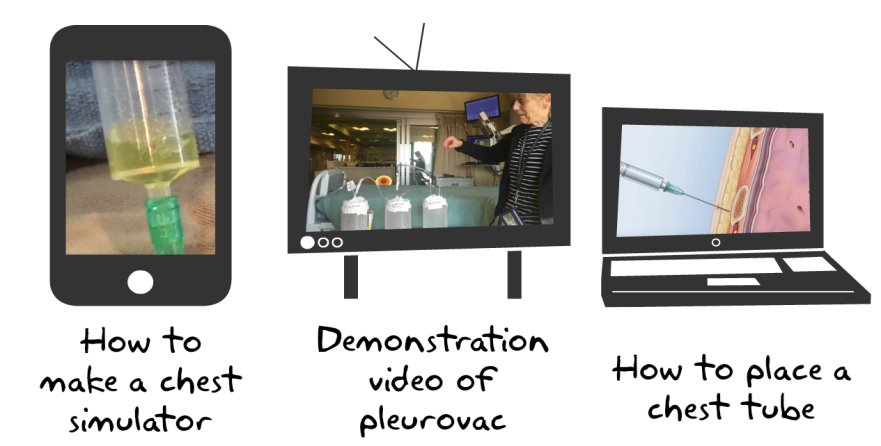 How to
make a chest
simulator
Demonstration
video of
pleurovac
How to place a
chest tube